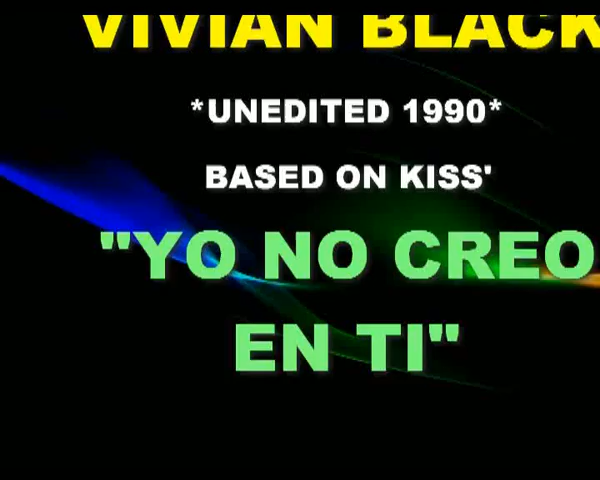 VIVIAN BLACK
*UNEDITED 1990*
BASED ON KISS'
"YO NO CREO
EN TI"